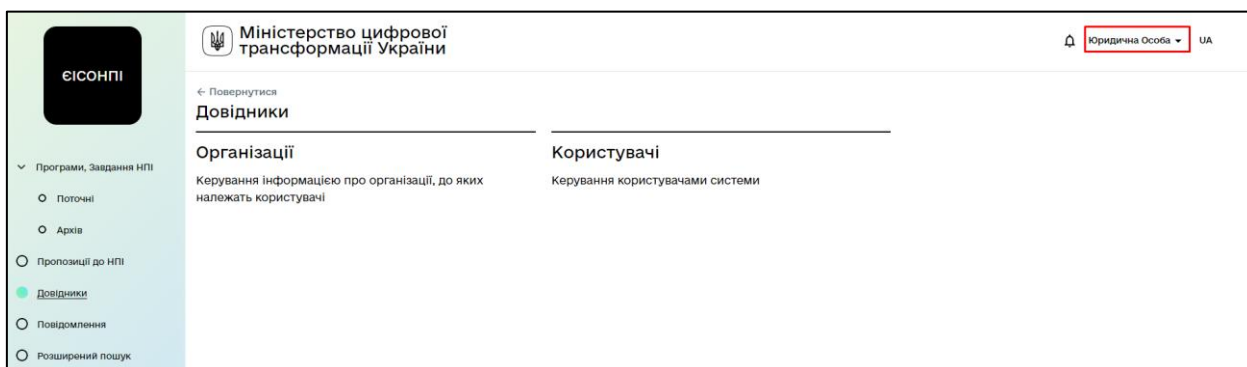 ЄІСОНПІ
Програми, Завдання НПІ
Поточні
Архів
Пропозиції до НПІ
Довідники
Повідомлення
Розширений пошук
Міністерство цифрової
трансформації України
Юридична Особа
UA
← Повернутися
Довідники
Організації
Керування інформацією про організації, до яких
належать користувачі
Користувачі
Керування користувачами системи